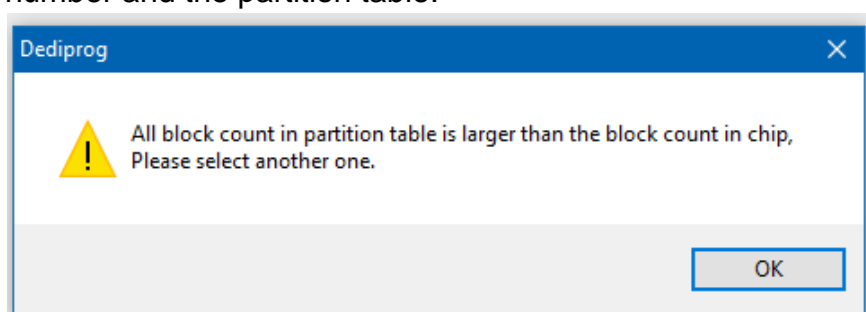 number and the partition table.
Dediprog
All block count in partition table is larger than the block count in chip,
Please select another one.
OK